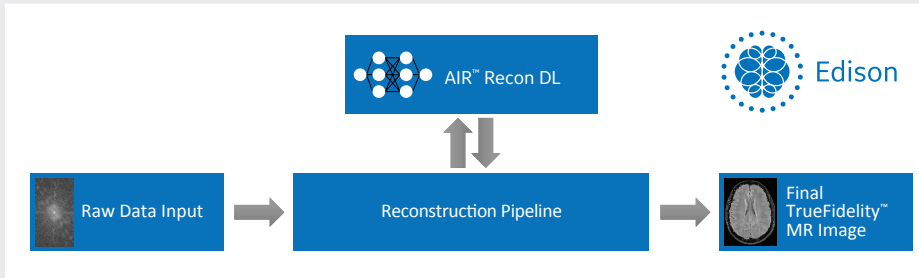 AIR™ Recon DL
Edison
Raw Data Input
Reconstruction Pipeline
Final
TrueFidelity™
MR Image